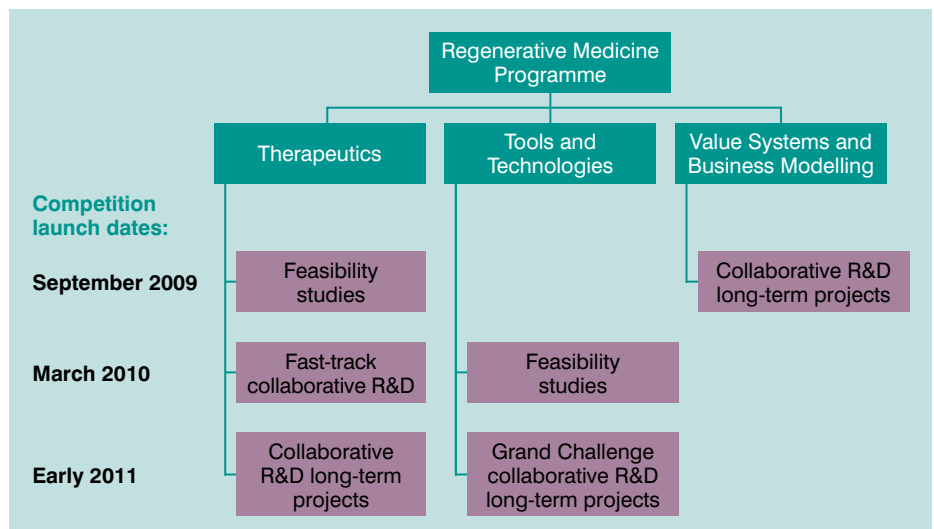 Regenerative Medicine
Programme
Therapeutics
Tools and
Technologies
Value Systems and
Business Modelling
Competition
launch dates:
September 2009
Feasibility
studies
Collaborative R&D
long-term projects
March 2010
Fast-track
collaborative R&D
Feasibility
studies
Early 2011
Collaborative
R&D long-term
projects
Grand Challenge
collaborative R&D
long-term projects